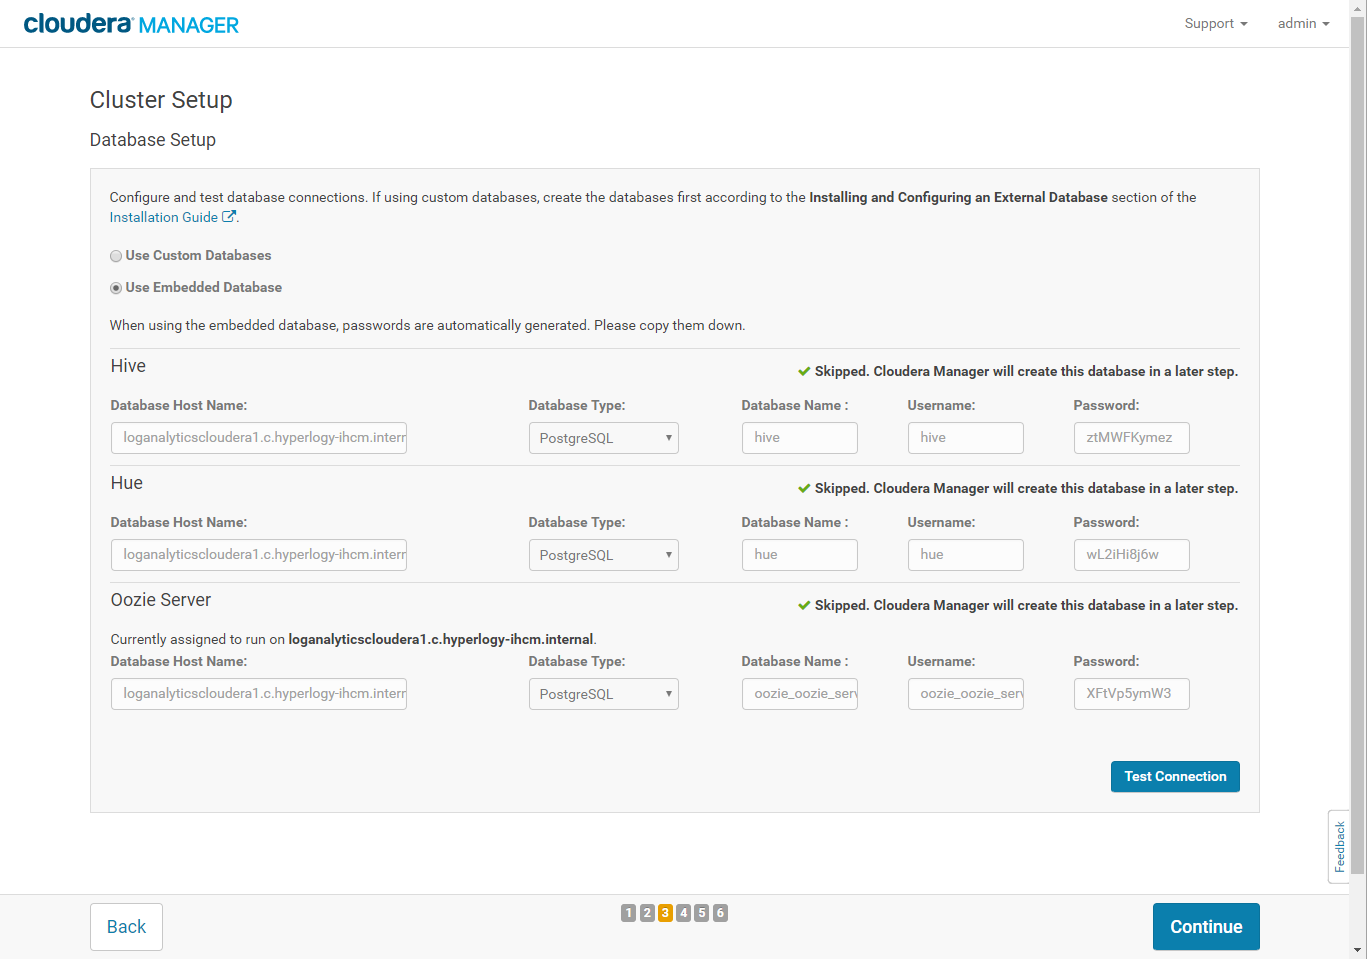 cloudera MANAGER
Support
admin
Cluster Setup
Database Setup
Configure and test database connections. If using custom databases, create the databases first according to the Installing and Configuring an External Database section of the
Installation Guide.
Use Custom Databases
Use Embedded Database
When using the embedded database, passwords are automatically generated. Please copy them down.
Hive
Skipped. Cloudera Manager will create this database in a later step.
Database Host Name: Database Type: Database Name : Username: Password:
loganalyticscloudera1.c.hyperlogy-ihcm.intern PostgreSQL hive hive ztMWFKymez
Hue
Skipped. Cloudera Manager will create this database in a later step.
Database Host Name: Database Type: Database Name : Username: Password:
loganalyticscloudera1.c.hyperlogy-ihcm.intern PostgreSQL hue hue wL2iHi8j6w
Oozie Server
Skipped. Cloudera Manager will create this database in a later step.
Currently assigned to run on loganalyticscloudera1.c.hyperlogy-ihcm.internal.
Database Host Name: Database Type: Database Name : Username: Password:
loganalyticscloudera1.c.hyperlogy-ihcm.intern PostgreSQL oozie_oozie_serv oozie_oozie_serv XFtVp5ymW3
Test Connection
Feedback
Back
1 2 3 4 5 6
Continue